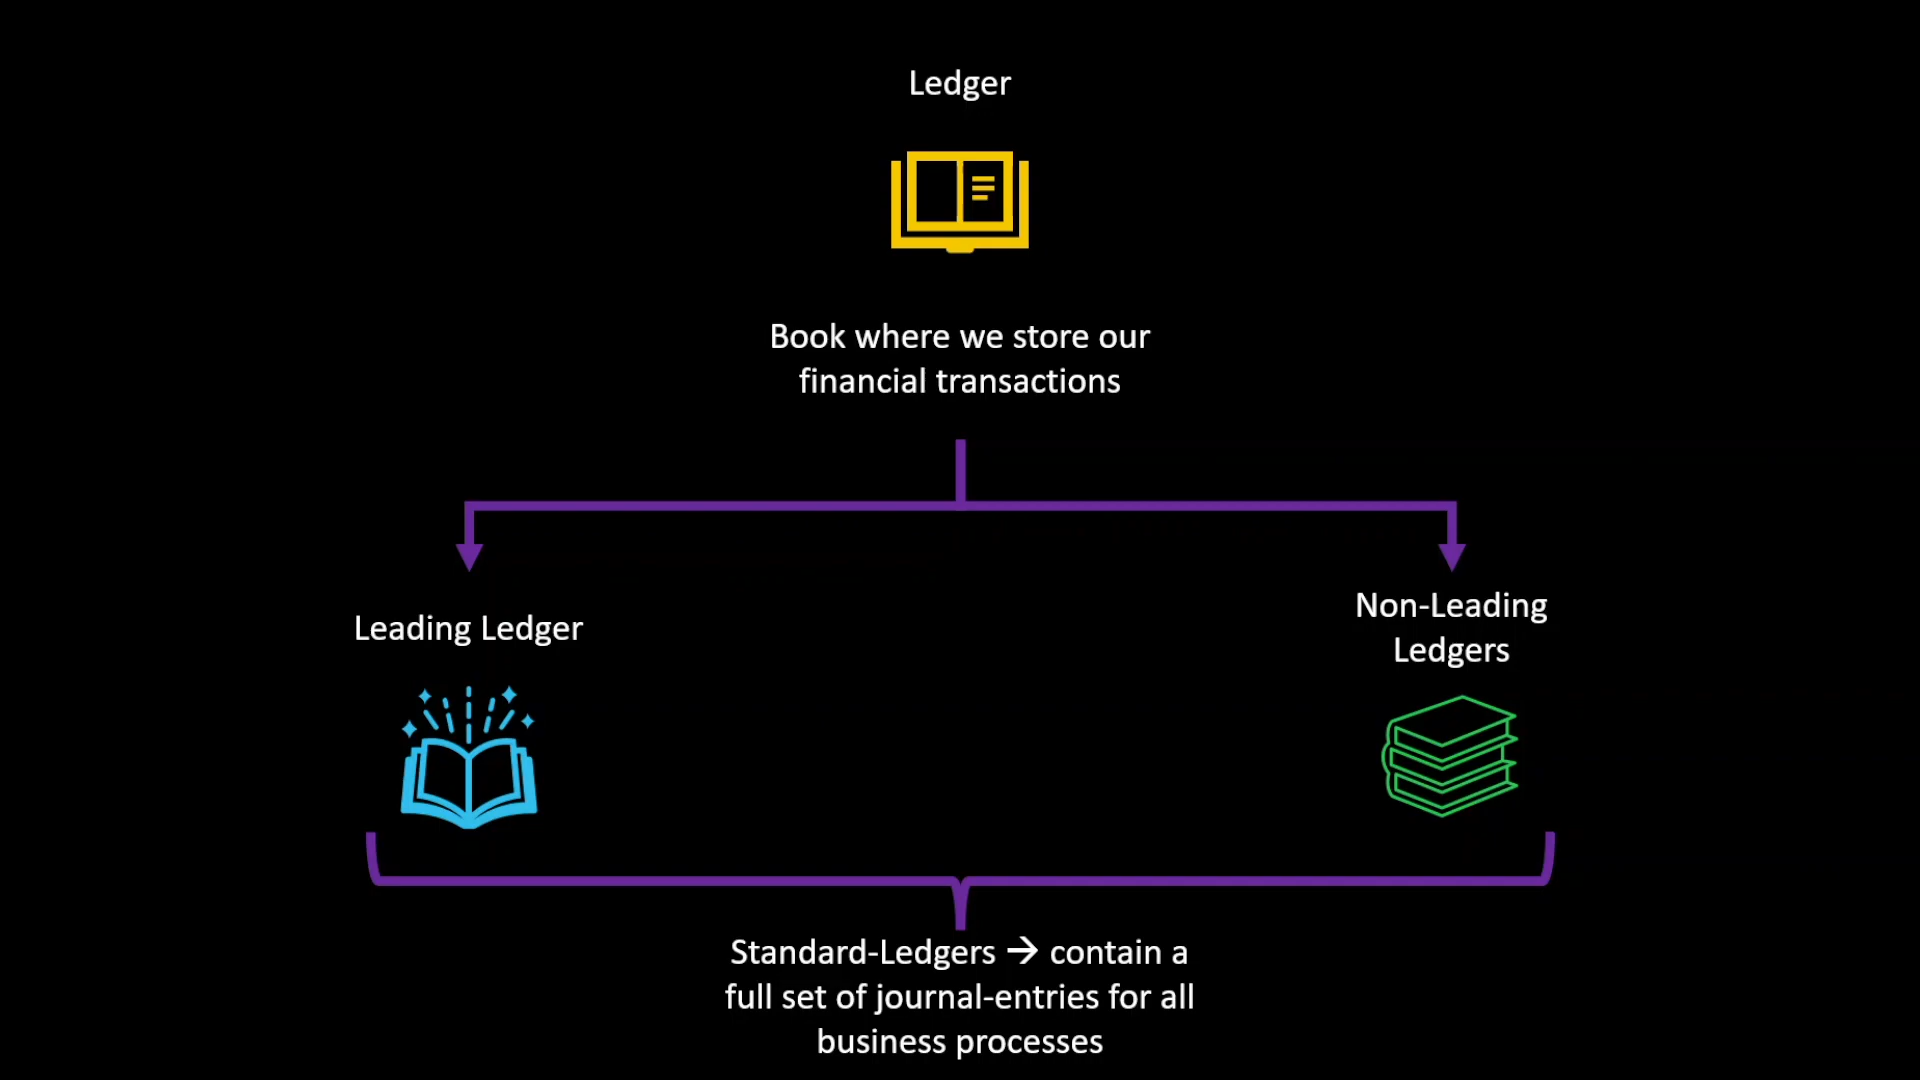 Ledger
Book where we store our
financial transactions
Leading Ledger
Non-Leading
Ledgers
Standard-Ledgers → contain a
full set of journal-entries for all
business processes